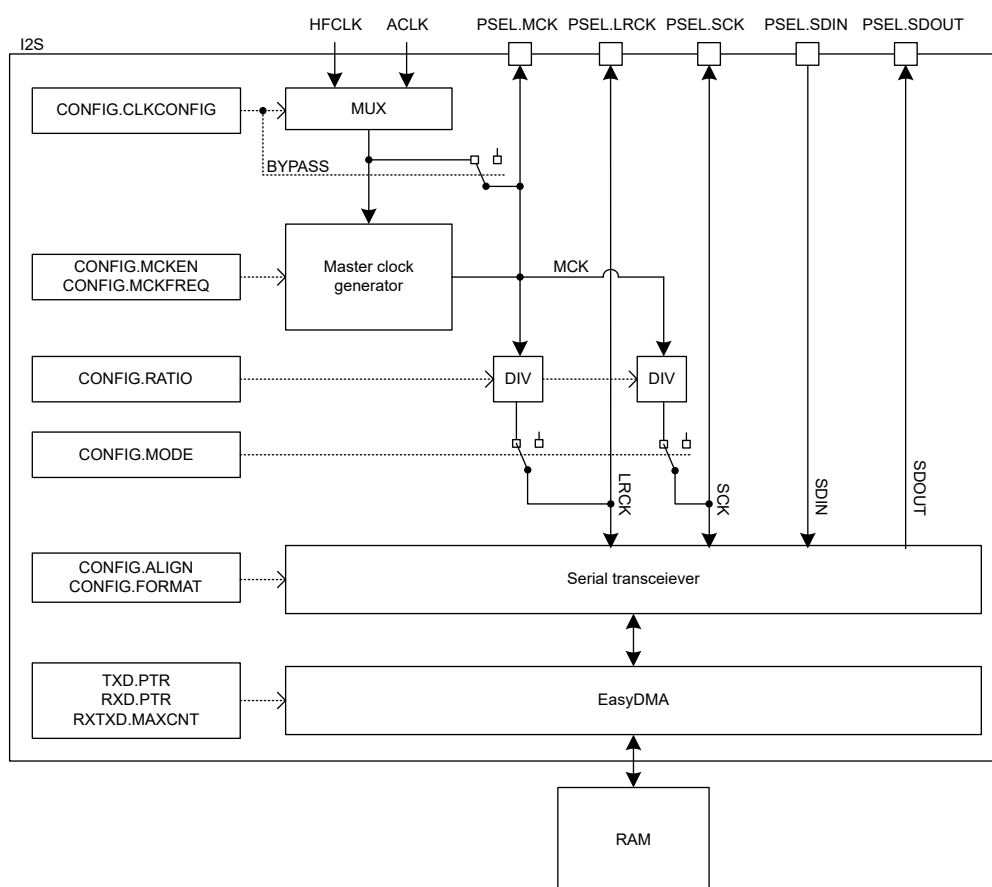 HFCLK
ACLK
PSEL.MCK
PSEL.LRCK
PSEL.SCK
PSEL.SDIN
PSEL.SDOUT
I2S
CONFIG.CLKCONFIG
MUX
BYPASS
CONFIG.MCKEN
CONFIG.MCKFREQ
Master clock
generator
MCK
CONFIG.RATIO
DIV
DIV
CONFIG.MODE
LRCK
SCK
SDIN
SDOUT
CONFIG.ALIGN
CONFIG.FORMAT
Serial transceiever
TXD.PTR
RXD.PTR
RXTXD.MAXCNT
EasyDMA
RAM